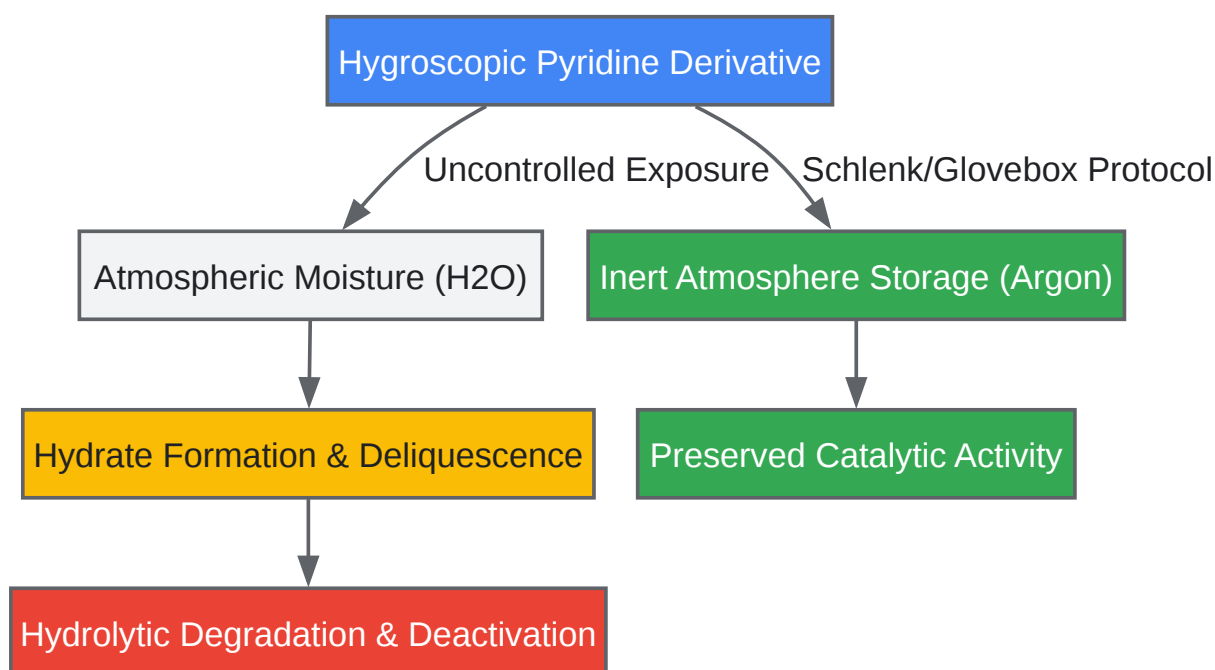 Hygroscopic Pyridine Derivative
Uncontrolled Exposure
Schlenk/Glovebox Protocol
Atmospheric Moisture (H2O)
Inert Atmosphere Storage (Argon)
Hydrate Formation & Deliquescence
Preserved Catalytic Activity
Hydrolytic Degradation & Deactivation